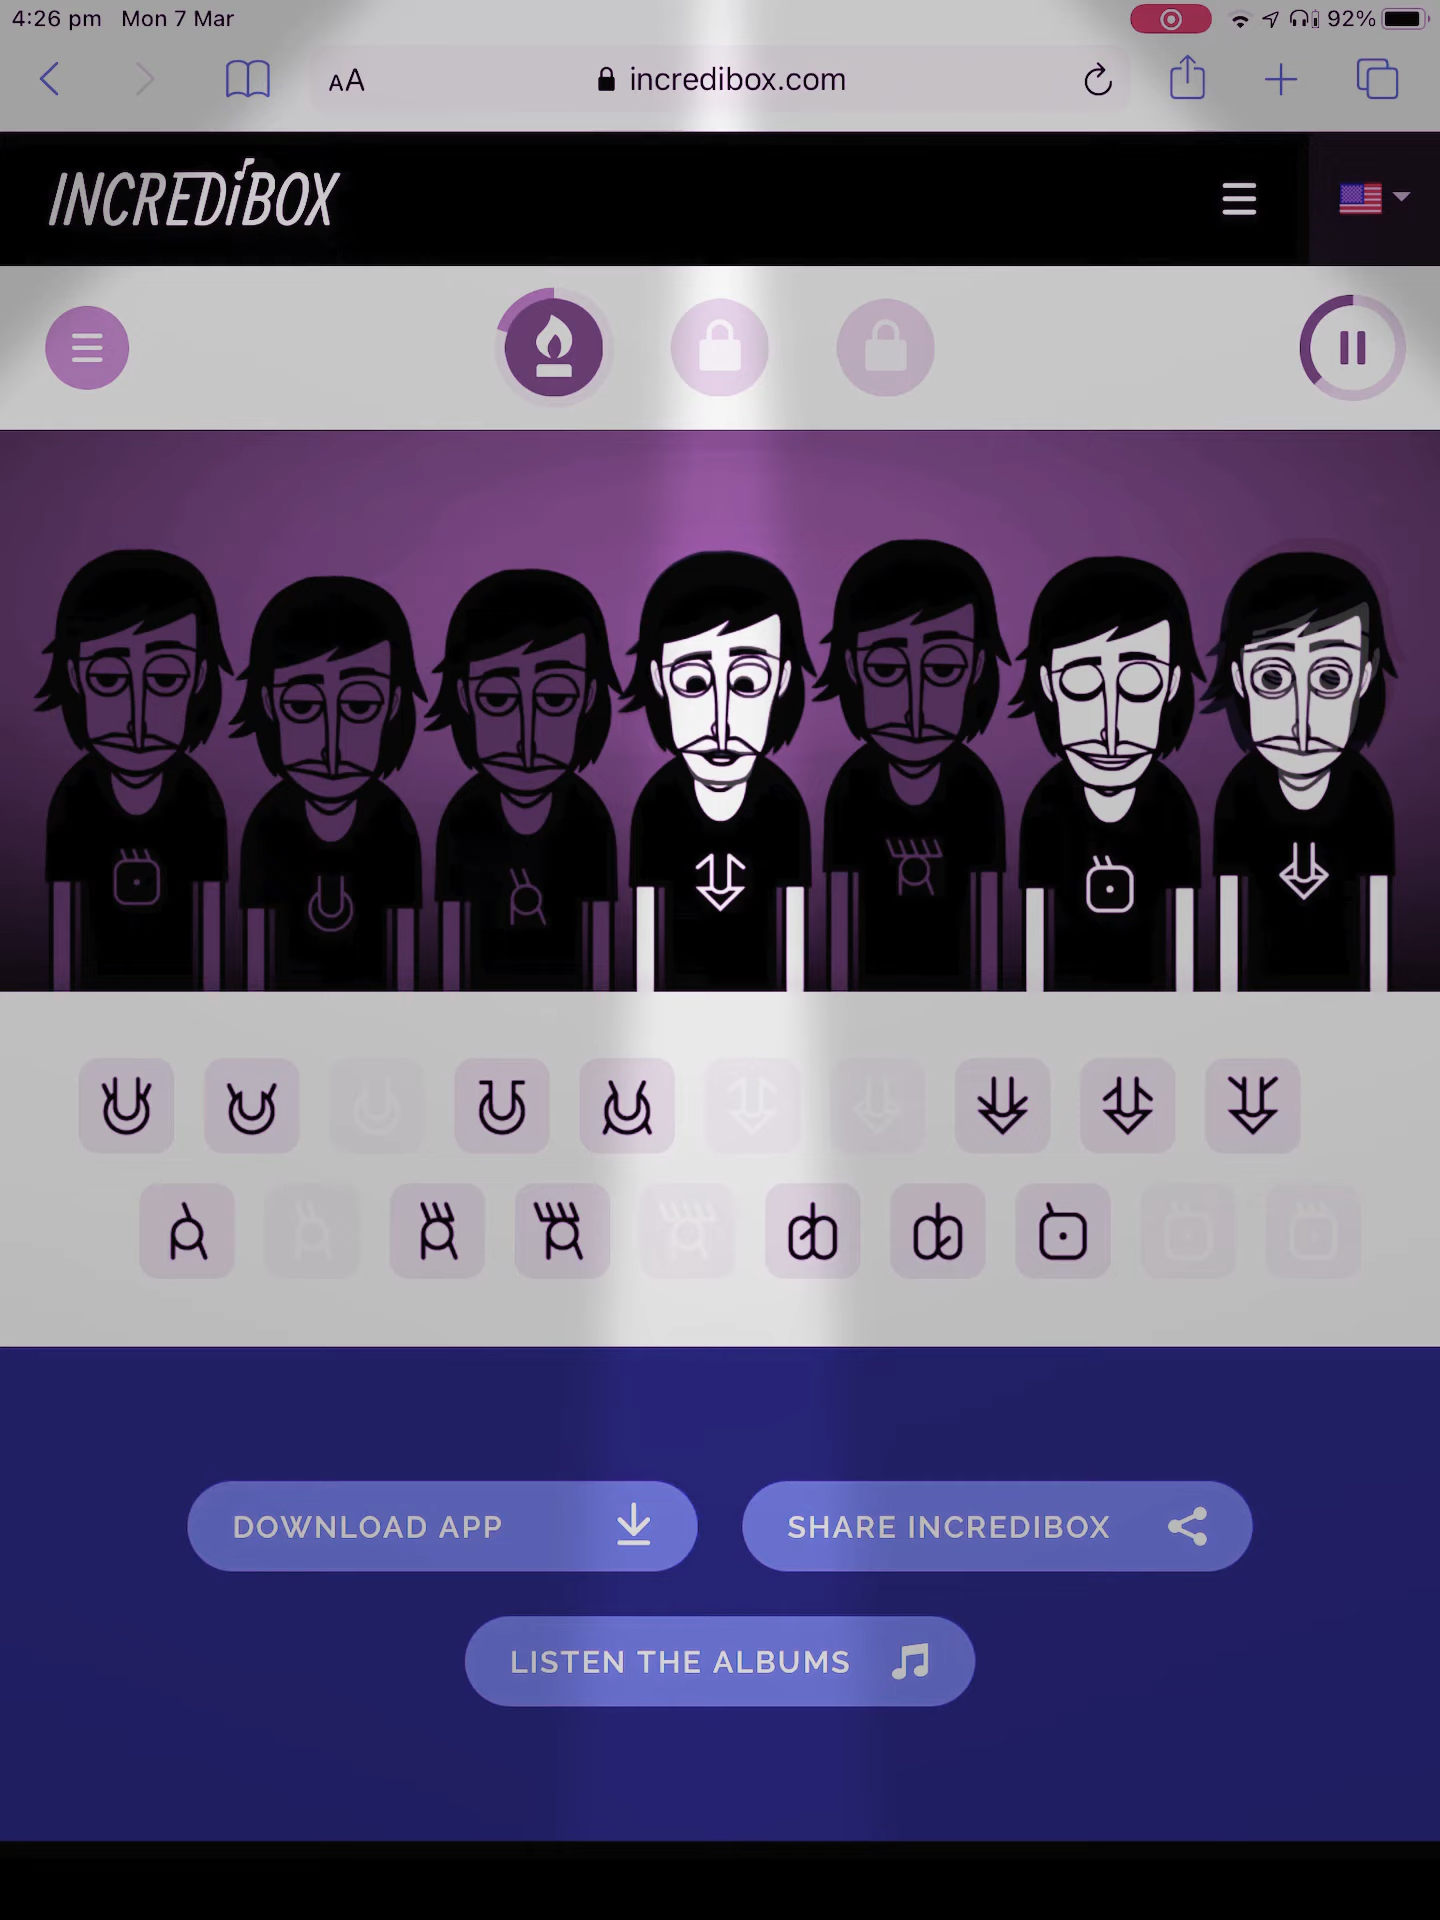 4:26 pm Mon 7 Mar 92%
AA incredibox.com
INCREDIBOX
DOWNLOAD APP
SHARE INCREDIBOX
LISTEN THE ALBUMS